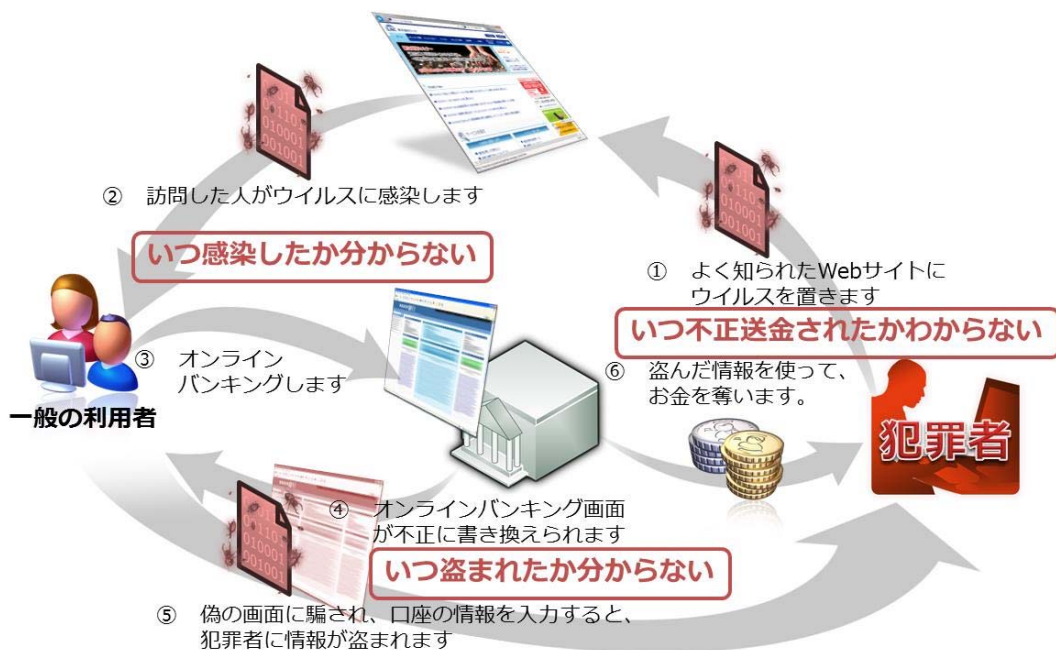 ② 訪問した人がウイルスに感染します
いつ感染したか分からない
① よく知られたWebサイトに
ウイルスを置きます
いつ不正送金されたかわからない
③ オンライン
バンキングします
一般の利用者
⑥ 盗んだ情報を使って、
お金を奪います。
犯罪者
④ オンラインバンキング画面
が不正に書き換えられます
いつ盗まれたか分からない
⑤ 偽の画面に騙され、口座の情報を入力すると、
犯罪者に情報が盗まれます